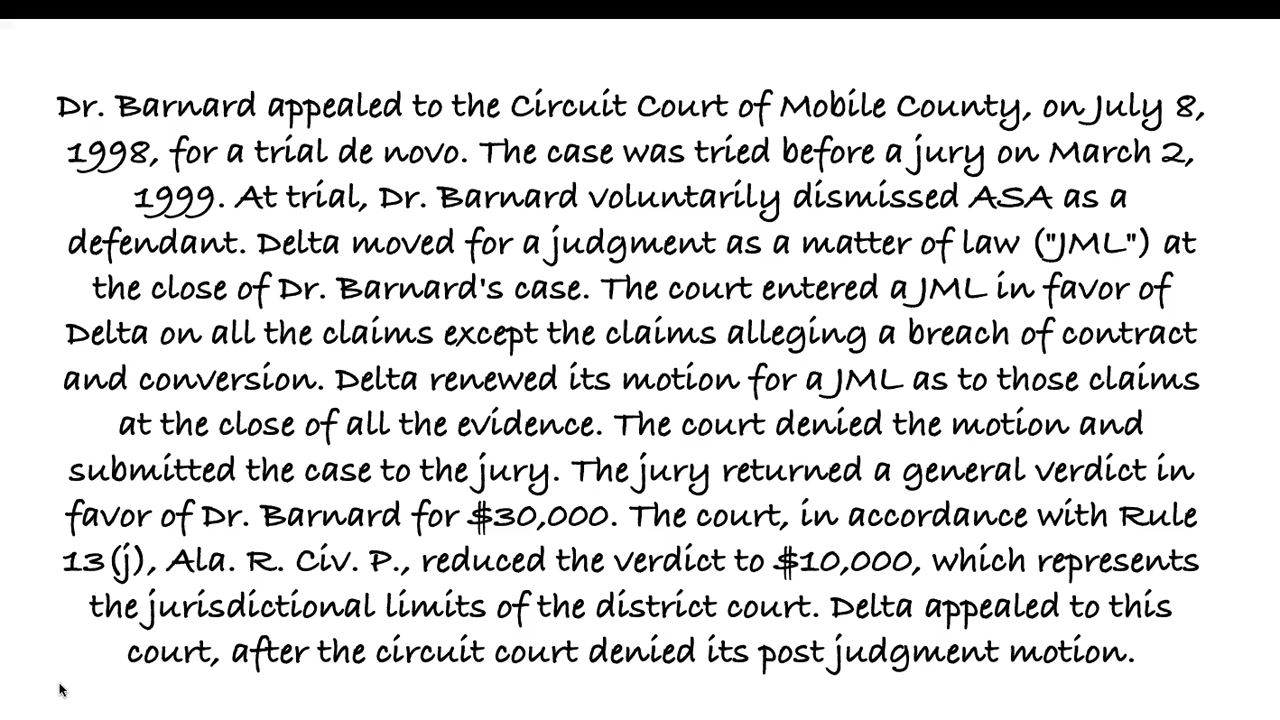 Dr. Barnard appealed to the Circuit Court of Mobile County, on July 8,
1998, for a trial de novo. The case was tried before a jury on March 2,
1999. At trial, Dr. Barnard voluntarily dismissed ASA as a
defendant. Delta moved for a judgment as a matter of law ("JML") at
the close of Dr. Barnard's case. The court entered a JML in favor of
Delta on all the claims except the claims alleging a breach of contract
and conversion. Delta renewed its motion for a JML as to those claims
at the close of all the evidence. The court denied the motion and
submitted the case to the jury. The jury returned a general verdict in
favor of Dr. Barnard for $30,000. The court, in accordance with Rule
13(j), Ala. R. Civ. P., reduced the verdict to $10,000, which represents
the jurisdictional limits of the district court. Delta appealed to this
court, after the circuit court denied its post judgment motion.